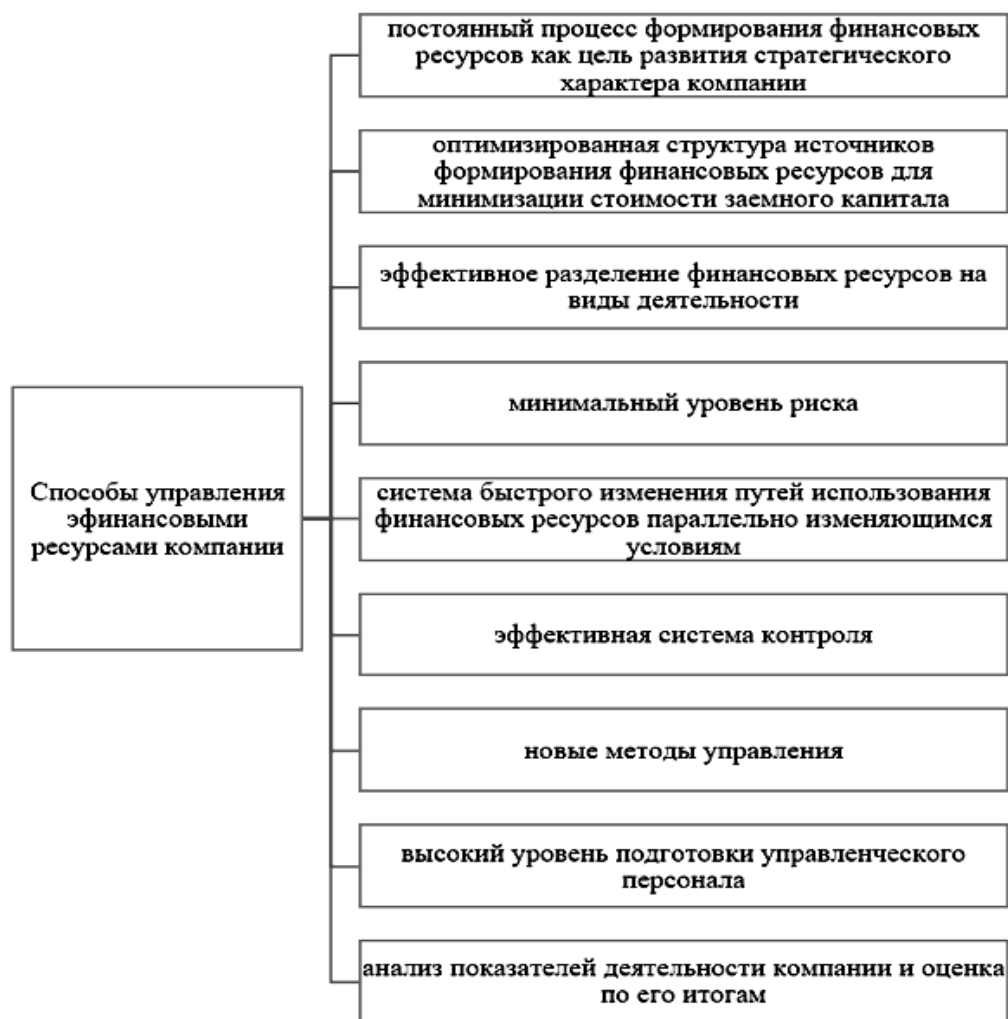 постоянный процесс формирования финансовых
ресурсов как цель развития стратегического
характера компании
оптимизированная структура источников
формирования финансовых ресурсов для
минимизации стоимости заемного капитала
эффективное разделение финансовых ресурсов на
виды деятельности
минимальный уровень риска
Способы управления
эфинансовыми
ресурсами компании
система быстрого изменения путей использования
финансовых ресурсов параллельно изменяющимся
условиям
эффективная система контроля
новые методы управления
высокий уровень подготовки управленческого
персонала
анализ показателей деятельности компании и оценка
по его итогам